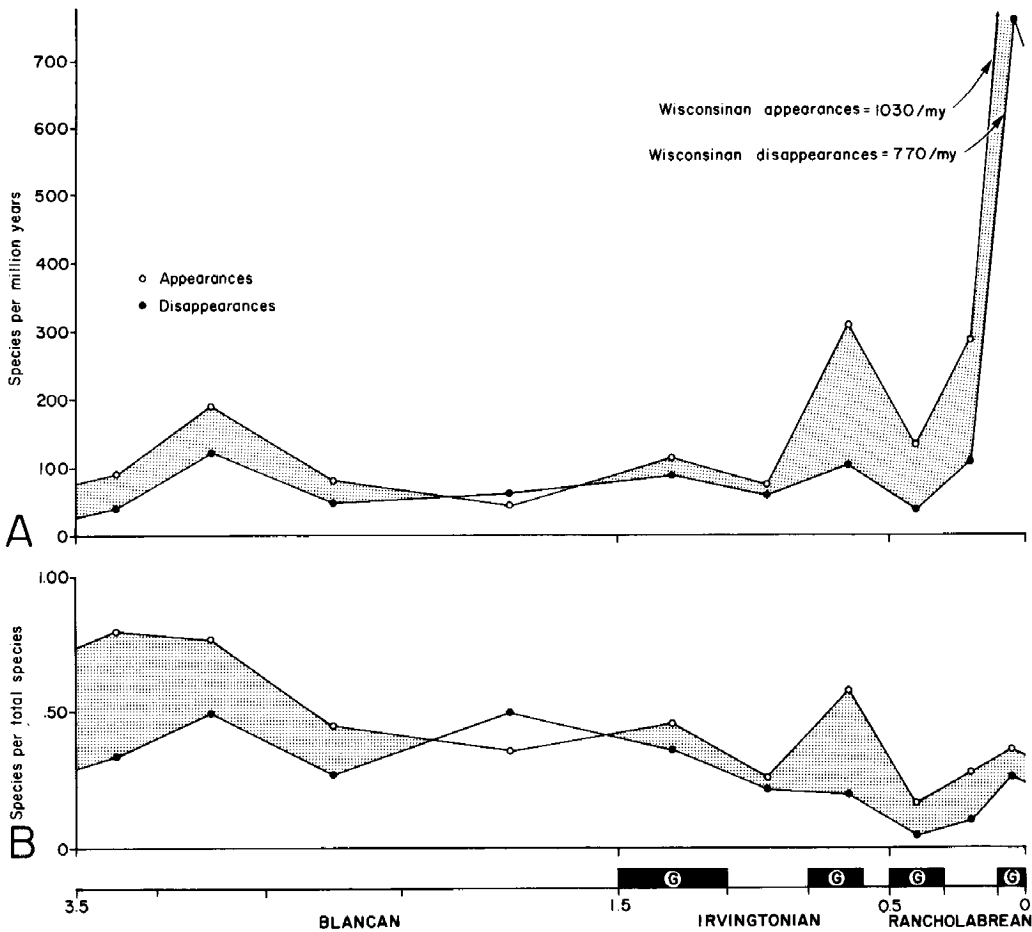 700
Wisconsinan appearances = 1030/my
600
Wisconsinan disappearances = 770/my
500
Species per million years
400
Appearances
Disappearances
300
200
100
0
A
1.00
Species per total species
.50
B
0
G G G G
3.5 1.5 0.5 0
BLANCAN IRVINGTONIAN RANCHOLABREAN